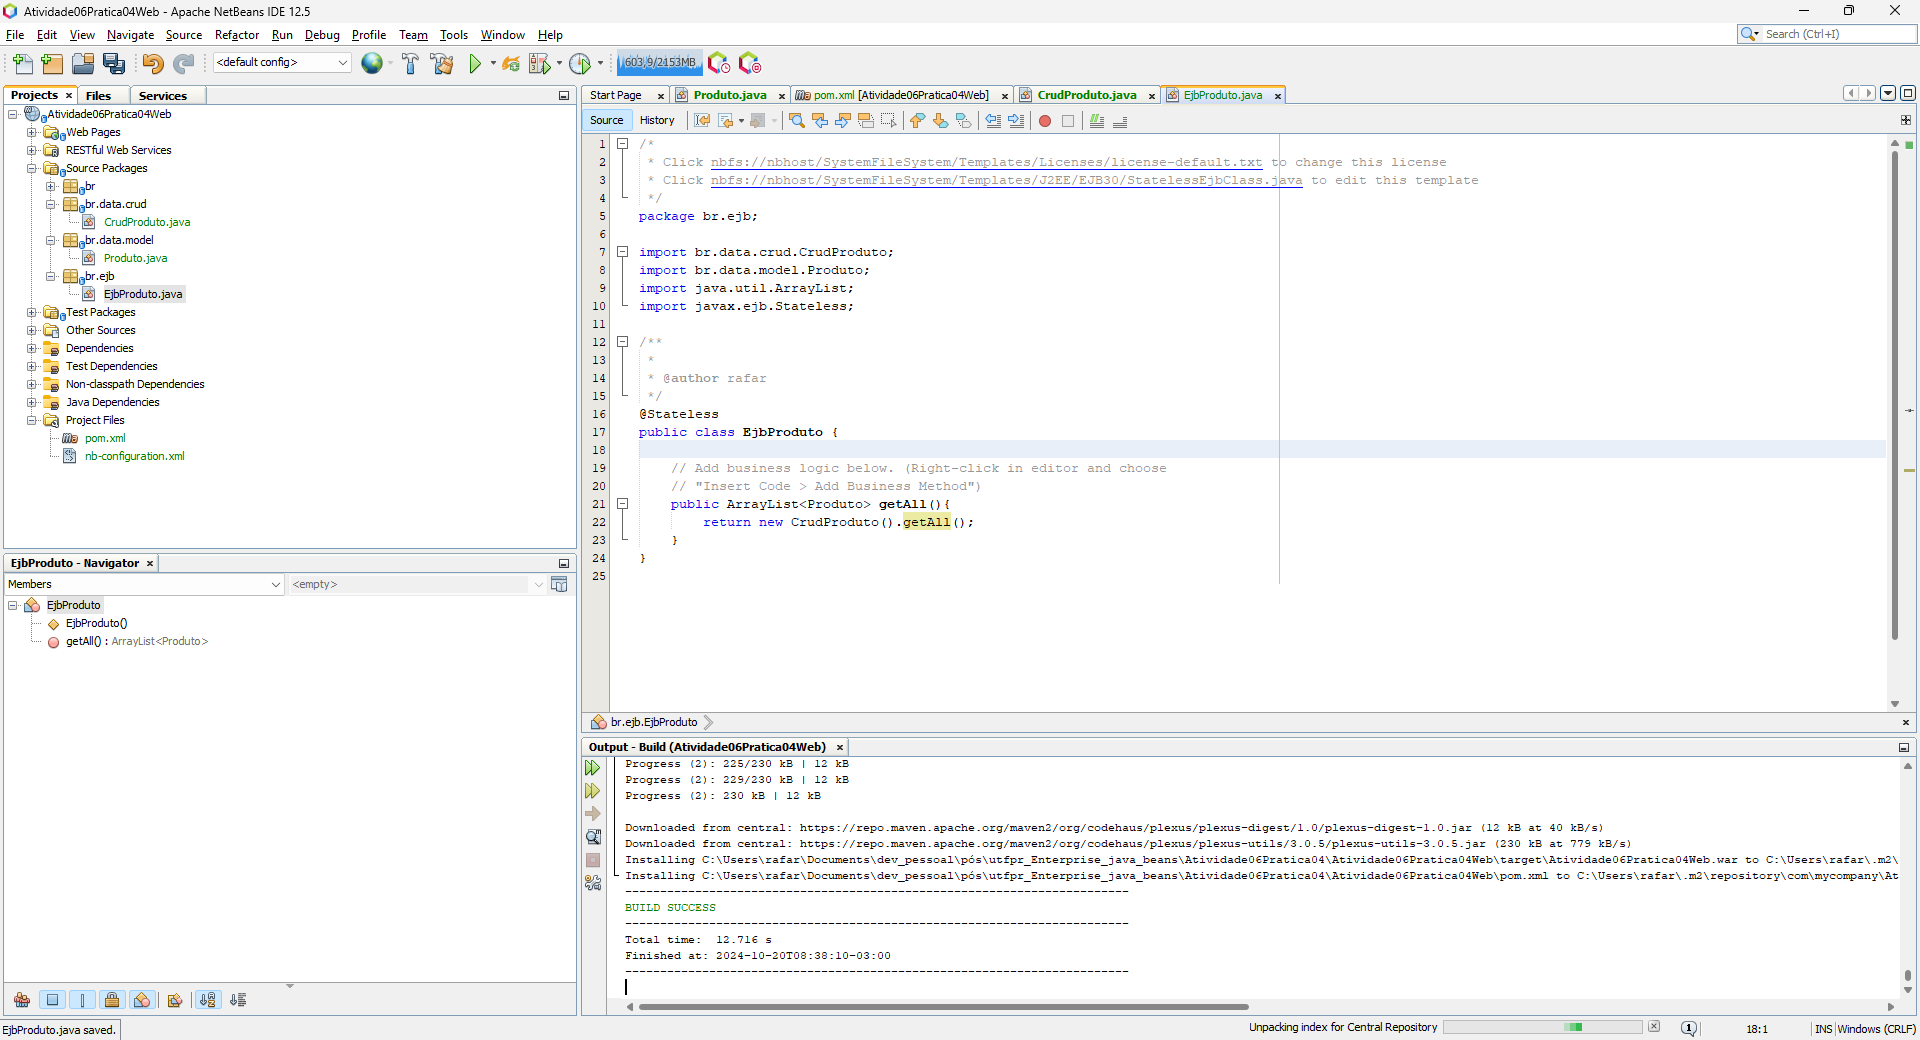 Atividade06Pratica04Web - Apache NetBeans IDE 12.5
File Edit View Navigate Source Refactor Run Debug Profile Team Tools Window Help
Search (Ctrl+I)
<default config>
603,9/2153MB
Projects Files Services
Atividade06Pratica04Web
Web Pages
RESTful Web Services
Source Packages
br
br.data.crud
CrudProduto.java
br.data.model
Produto.java
br.ejb
EjbProduto.java
Test Packages
Other Sources
Dependencies
Test Dependencies
Non-classpath Dependencies
Java Dependencies
Project Files
pom.xml
nb-configuration.xml
EjbProduto - Navigator
Members
<empty>
EjbProduto
EjbProduto()
getAll() : ArrayList<Produto>
Start Page Produto.java pom.xml [Atividade06Pratica04Web] CrudProduto.java EjbProduto.java
Source History
1 /*
2 * Click nbfs://nbhost/SystemFileSystem/Templates/Licenses/license-default.txt to change this license
3 * Click nbfs://nbhost/SystemFileSystem/Templates/J2EE/EJB30/StatelessEjbClass.java to edit this template
4 */
5 package br.ejb;
6
7 import br.data.crud.CrudProduto;
8 import br.data.model.Produto;
9 import java.util.ArrayList;
10 import javax.ejb.Stateless;
11
12 /**
13 *
14 * @author rafar
15 */
16 @Stateless
17 public class EjbProduto {
18
19 // Add business logic below. (Right-click in editor and choose
20 // "Insert Code > Add Business Method")
21 public ArrayList<Produto> getAll(){
22 return new CrudProduto().getAll();
23 }
24 }
25
br.ejb.EjbProduto
Output - Build (Atividade06Pratica04Web)
Progress (2): 225/230 kB | 12 kB
Progress (2): 229/230 kB | 12 kB
Progress (2): 230 kB | 12 kB
Downloaded from central: https://repo.maven.apache.org/maven2/org/codehaus/plexus/plexus-digest/1.0/plexus-digest-1.0.jar (12 kB at 40 kB/s)
Downloaded from central: https://repo.maven.apache.org/maven2/org/codehaus/plexus/plexus-utils/3.0.5/plexus-utils-3.0.5.jar (230 kB at 779 kB/s)
Installing C:\Users\rafar\Documents\dev_pessoal\pós\utfpr_Enterprise_java_beans\Atividade06Pratica04\Atividade06Pratica04Web\target\Atividade06Pratica04Web.war to C:\Users\rafar\.m2\
Installing C:\Users\rafar\Documents\dev_pessoal\pós\utfpr_Enterprise_java_beans\Atividade06Pratica04\Atividade06Pratica04Web\pom.xml to C:\Users\rafar\.m2\repository\com\mycompany\At
------------------------------------------------------------------------
BUILD SUCCESS
------------------------------------------------------------------------
Total time:  12.716 s
Finished at: 2024-10-20T08:38:10-03:00
------------------------------------------------------------------------
EjbProduto.java saved.
Unpacking index for Central Repository
1
18:1
INS Windows (CRLF)